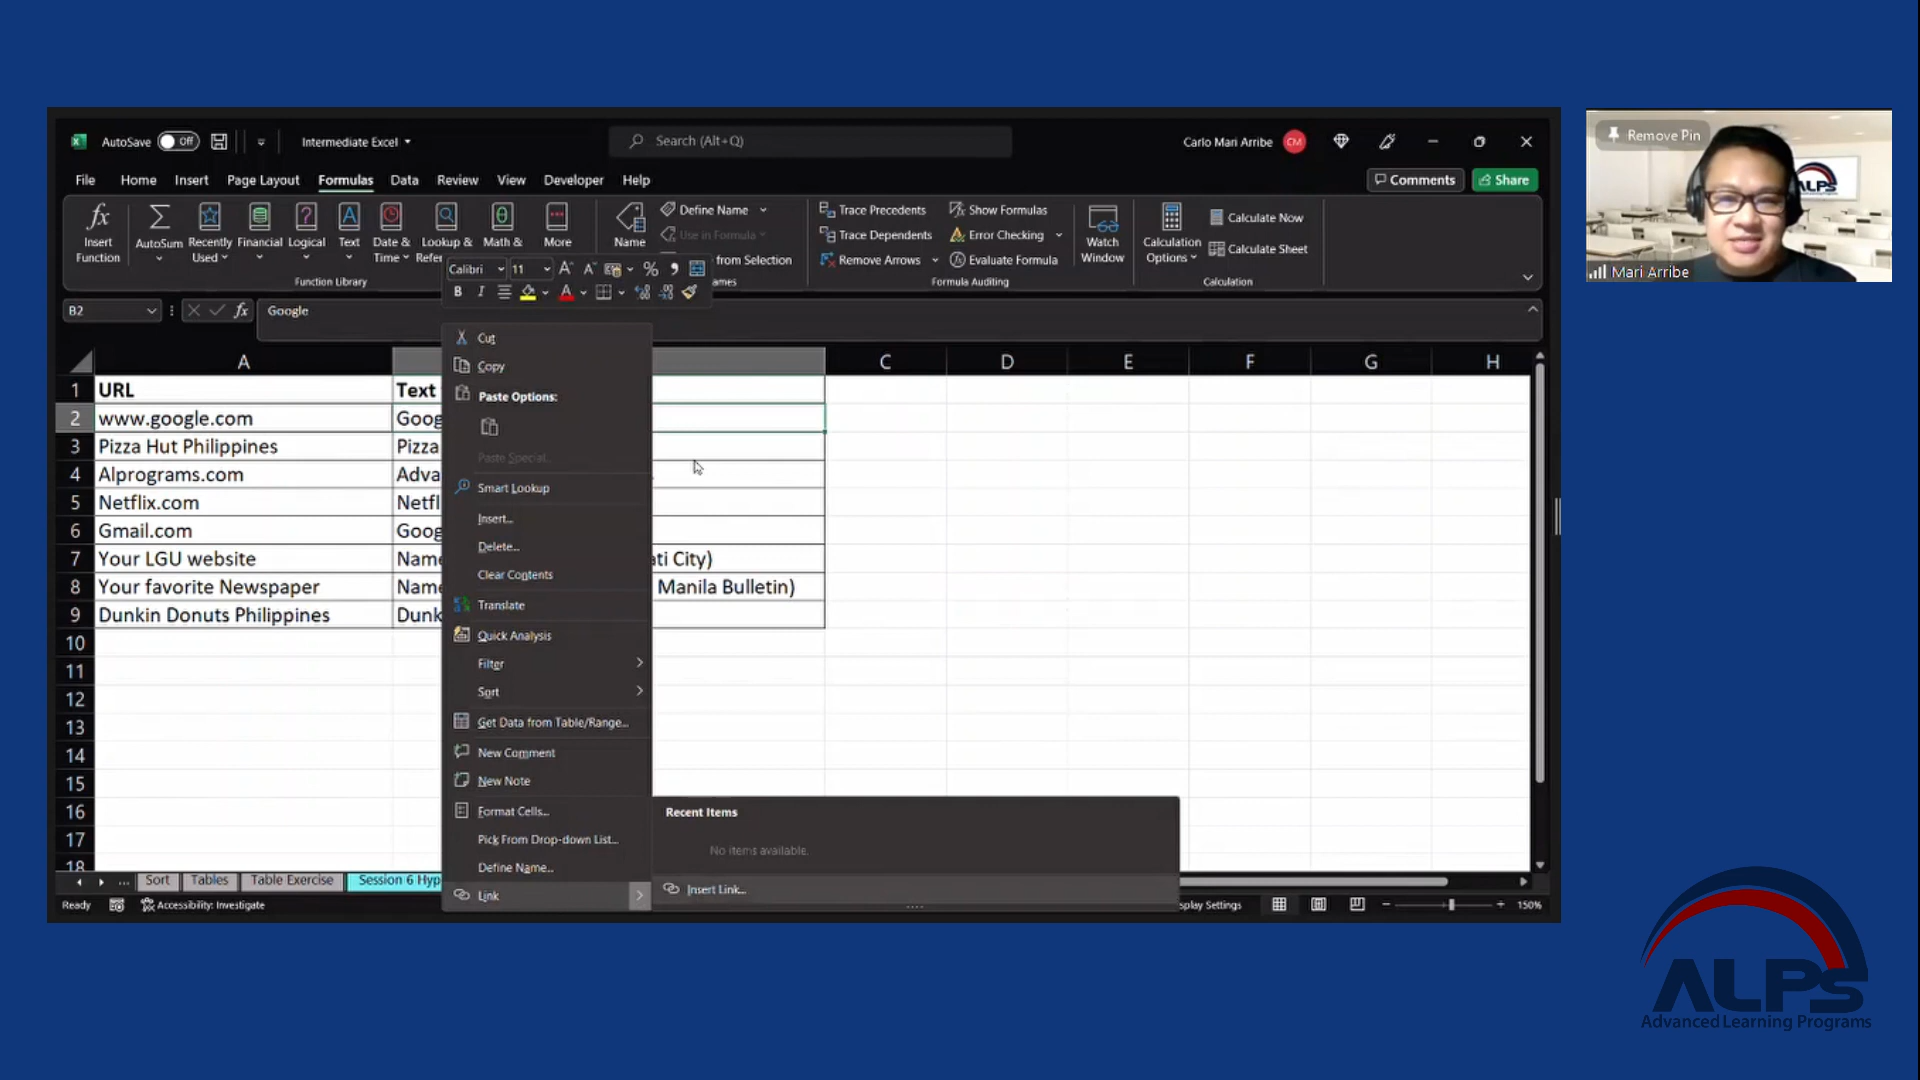 AutoSave Off Intermediate Excel Search (Alt+Q) Carlo Mari Arribe CM
File Home Insert Page Layout Formulas Data Review View Developer Help Comments Share
Insert Function AutoSum Recently Used Financial Logical Text Date & Time Lookup & Refer Math & More
Function Library
Name Define Name Use in Formula from Selection
ames
Trace Precedents Show Formulas
Trace Dependents Error Checking
Remove Arrows Evaluate Formula
Formula Auditing
Watch Window
Calculation Options Calculate Now
Calculate Sheet
Calculation
Calibri 11 A A % ,
B I A
B2 fx Google
A C D E F G H
1 URL Text
2 www.google.com Goog
3 Pizza Hut Philippines Pizza
4 Alprograms.com Adva
5 Netflix.com Netfl
6 Gmail.com Goog
7 Your LGU website Name ati City)
8 Your favorite Newspaper Name Manila Bulletin)
9 Dunkin Donuts Philippines Dunk
10
11
12
13
14
15
16
17
18
Cut
Copy
Paste Options:
Paste Special...
Smart Lookup
Insert...
Delete...
Clear Contents
Translate
Quick Analysis
Filter
Sort
Get Data from Table/Range...
New Comment
New Note
Format Cells...
Pick From Drop-down List...
Define Name...
Link
Recent Items
No items available.
Insert Link...
... Sort Tables Table Exercise Session 6 Hyp
Ready Accessibility: Investigate splay Settings 150%
Remove Pin
ALPs
Mari Arribe
ALPs
Advanced Learning Programs